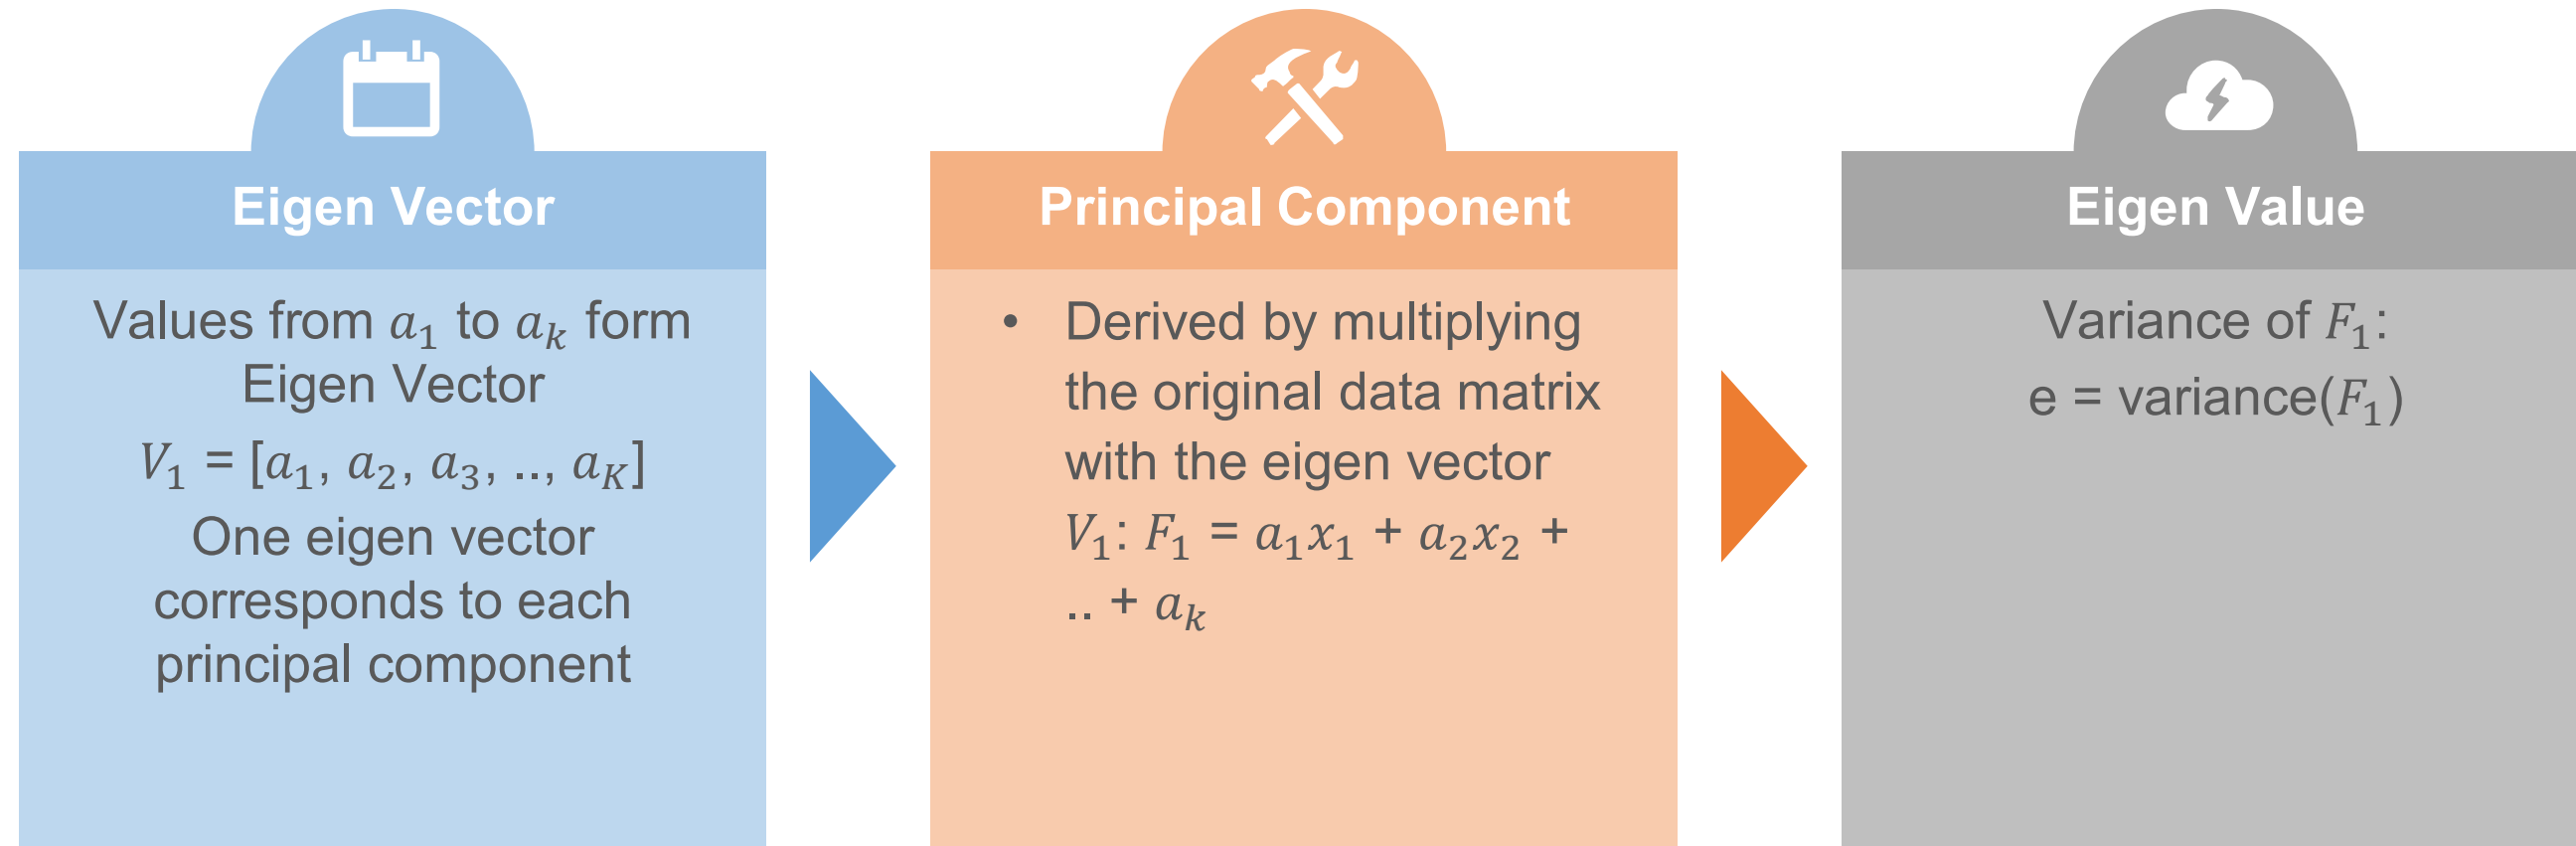 Eigen Vector
Values from a₁ to aₖ form
Eigen Vector
V₁ = [a₁, a₂, a₃, .., a_K]
One eigen vector
corresponds to each
principal component
Principal Component
• Derived by multiplying
the original data matrix
with the eigen vector
V₁: F₁ = a₁x₁ + a₂x₂ +
.. + aₖ
Eigen Value
Variance of F₁:
e = variance(F₁)